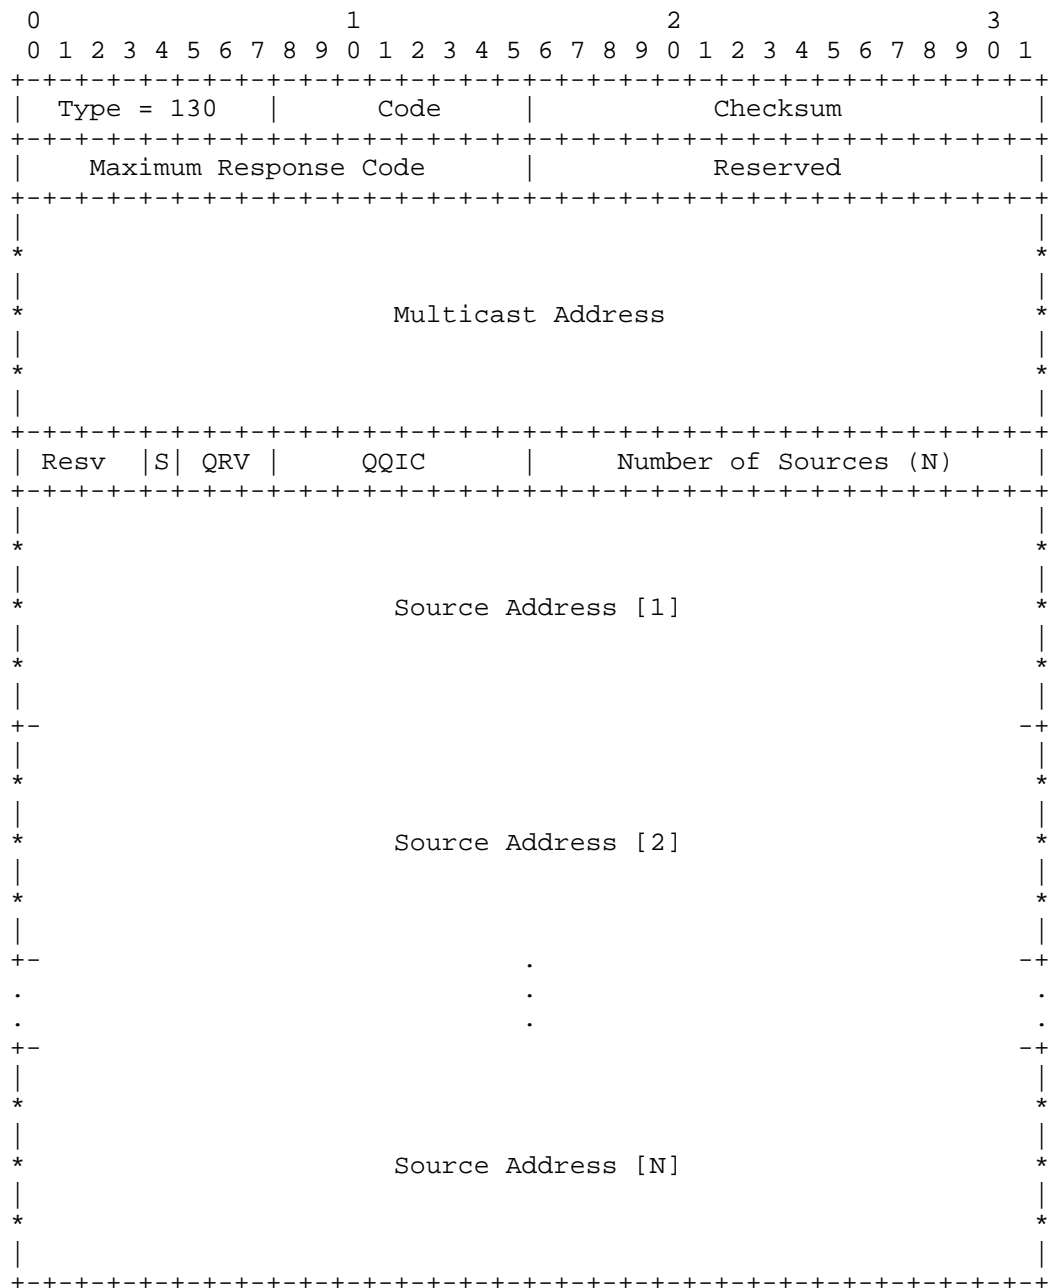 0                   1                   2                   3
 0 1 2 3 4 5 6 7 8 9 0 1 2 3 4 5 6 7 8 9 0 1 2 3 4 5 6 7 8 9 0 1
+-+-+-+-+-+-+-+-+-+-+-+-+-+-+-+-+-+-+-+-+-+-+-+-+-+-+-+-+-+-+-+-+
|  Type = 130   |      Code     |           Checksum            |
+-+-+-+-+-+-+-+-+-+-+-+-+-+-+-+-+-+-+-+-+-+-+-+-+-+-+-+-+-+-+-+-+
|    Maximum Response Code      |           Reserved            |
+-+-+-+-+-+-+-+-+-+-+-+-+-+-+-+-+-+-+-+-+-+-+-+-+-+-+-+-+-+-+-+-+
|                                                               |
*                                                               *
|                                                               |
*                       Multicast Address                       *
|                                                               |
*                                                               *
|                                                               |
+-+-+-+-+-+-+-+-+-+-+-+-+-+-+-+-+-+-+-+-+-+-+-+-+-+-+-+-+-+-+-+-+
| Resv  |S| QRV |     QQIC      |     Number of Sources (N)     |
+-+-+-+-+-+-+-+-+-+-+-+-+-+-+-+-+-+-+-+-+-+-+-+-+-+-+-+-+-+-+-+-+
|                                                               |
*                                                               *
|                                                               |
*                       Source Address [1]                      *
|                                                               |
*                                                               *
|                                                               |
+-                                                             -+
|                                                               |
*                                                               *
|                                                               |
*                       Source Address [2]                      *
|                                                               |
*                                                               *
|                                                               |
+-                              .                              -+
.                               .                               .
.                               .                               .
+-                                                             -+
|                                                               |
*                                                               *
|                                                               |
*                       Source Address [N]                      *
|                                                               |
*                                                               *
|                                                               |
+-+-+-+-+-+-+-+-+-+-+-+-+-+-+-+-+-+-+-+-+-+-+-+-+-+-+-+-+-+-+-+-+